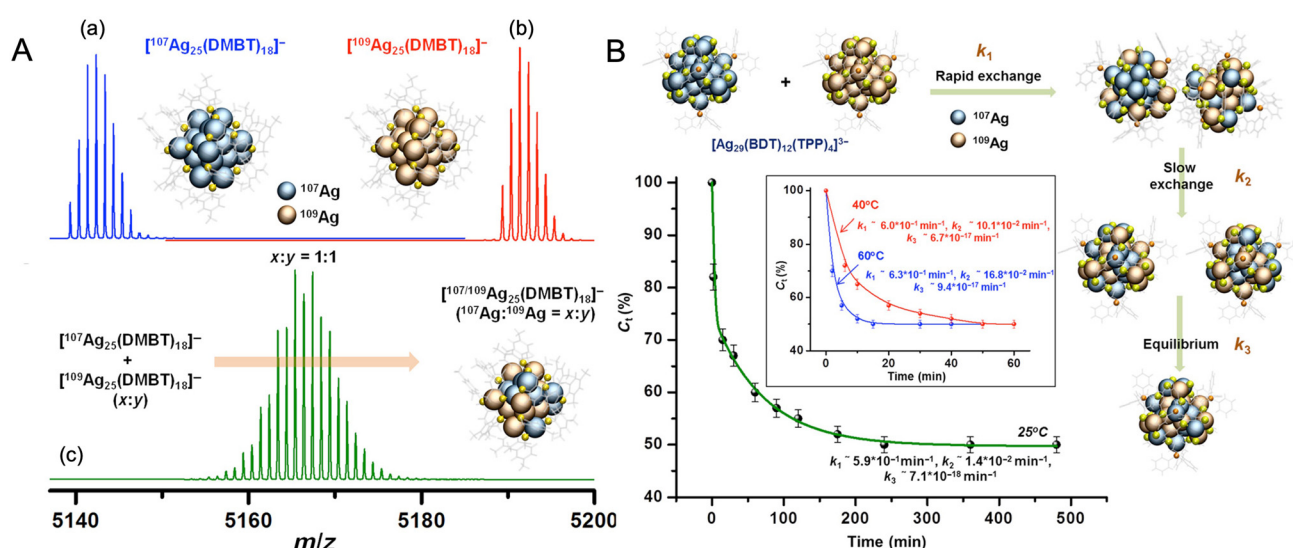 A
(a)
(b)
[¹⁰⁷Ag₂₅(DMBT)₁₈]⁻
[¹⁰⁹Ag₂₅(DMBT)₁₈]⁻
¹⁰⁷Ag
¹⁰⁹Ag
x:y = 1:1
[¹⁰⁷Ag₂₅(DMBT)₁₈]⁻
+
[¹⁰⁹Ag₂₅(DMBT)₁₈]⁻
(x:y)
[¹⁰⁷/¹⁰⁹Ag₂₅(DMBT)₁₈]⁻
(¹⁰⁷Ag:¹⁰⁹Ag = x:y)
(c)
5140 5160 5180 5200
m/z
B
+
k₁
Rapid exchange
¹⁰⁷Ag
¹⁰⁹Ag
[Ag₂₉(BDT)₁₂(TPP)₄]³⁻
Slow
exchange
k₂
Equilibrium
k₃
100
90
80
70
60
50
40
Cₜ (%)
100
80
60
40
Cₜ (%)
40°C
k₁ ~ 6.0*10⁻¹ min⁻¹, k₂ ~ 10.1*10⁻² min⁻¹,
k₃ ~ 6.7*10⁻¹⁷ min⁻¹
60°C
k₁ ~ 6.3*10⁻¹ min⁻¹, k₂ ~ 16.8*10⁻² min⁻¹
k₃ ~ 9.4*10⁻¹⁷ min⁻¹
0 10 20 30 40 50 60
Time (min)
25°C
k₁ ~ 5.9*10⁻¹ min⁻¹, k₂ ~ 1.4*10⁻² min⁻¹,
k₃ ~ 7.1*10⁻¹⁸ min⁻¹
0 100 200 300 400 500
Time (min)